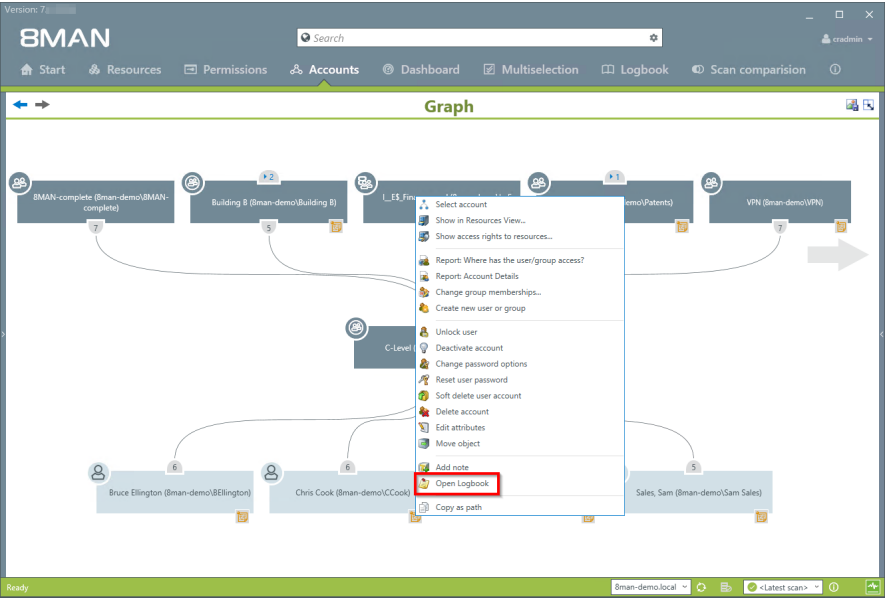 Version: 7
8MAN
Search
cradmin
Start
Resources
Permissions
Accounts
Dashboard
Multiselection
Logbook
Scan comparision
Graph
2
1
8MAN-complete (8man-demo\8MAN-
complete)
Building B (8man-demo\Building B)
emo\Patents)
VPN (8man-demo\VPN)
7
5
7
C-Level (
Select account
Show in Resources View...
Show access rights to resources...
Report: Where has the user/group access?
Report: Account Details
Change group memberships...
Create new user or group
Unlock user
Deactivate account
Change password options
Reset user password
Soft delete user account
Delete account
Edit attributes
Move object
Add note
Open Logbook
Copy as path
6
6
5
Bruce Ellington (8man-demo\BEllington)
Chris Cook (8man-demo\CCook)
Sales, Sam (8man-demo\Sam Sales)
Ready
8man-demo.local
<Latest scan>